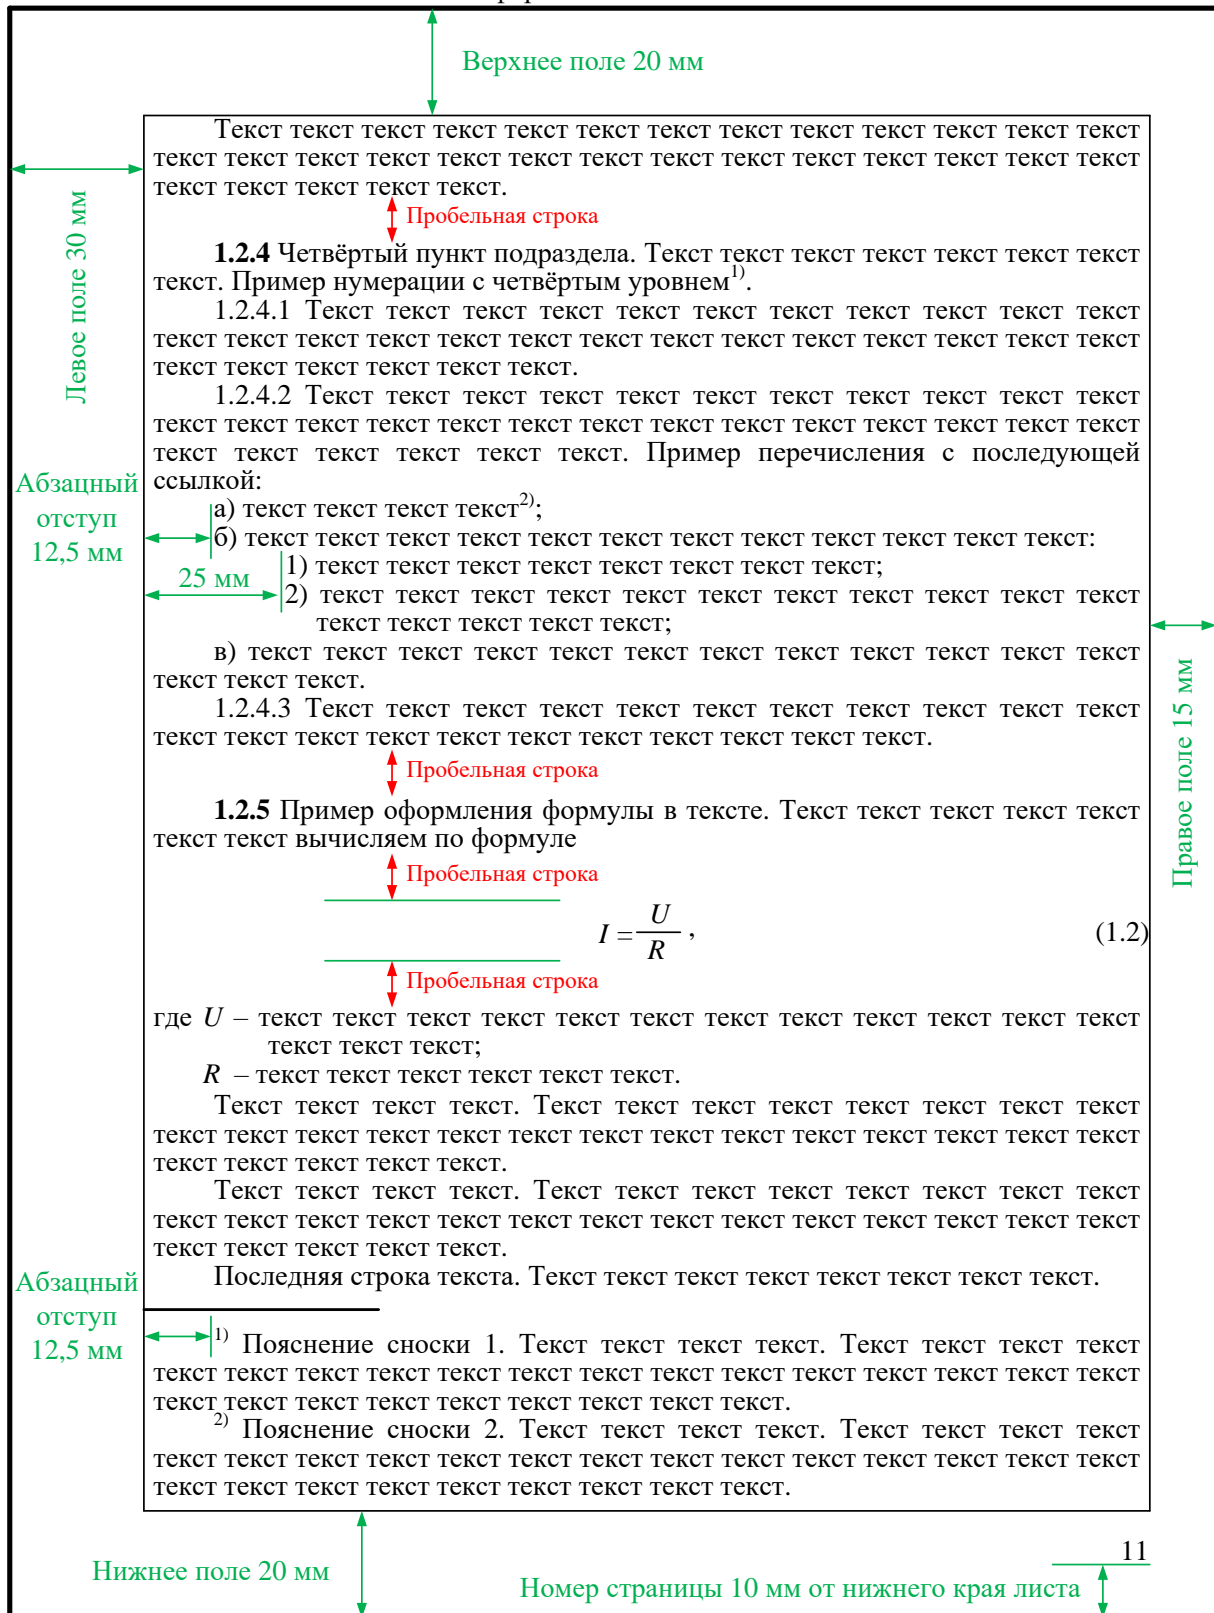 Верхнее поле 20 мм
Текст текст текст текст текст текст текст текст текст текст текст текст текст
текст текст текст текст текст текст текст текст текст текст текст текст текст текст
текст текст текст текст текст.
Левое поле 30 мм
Пробельная строка
1.2.4 Четвёртый пункт подраздела. Текст текст текст текст текст текст текст
текст. Пример нумерации с четвёртым уровнем1).
1.2.4.1 Текст текст текст текст текст текст текст текст текст текст текст
текст текст текст текст текст текст текст текст текст текст текст текст текст текст
текст текст текст текст текст текст.
1.2.4.2 Текст текст текст текст текст текст текст текст текст текст текст
текст текст текст текст текст текст текст текст текст текст текст текст текст текст
текст текст текст текст текст текст. Пример перечисления с последующей
ссылкой:
Абзацный
отступ
12,5 мм
а) текст текст текст текст2);
б) текст текст текст текст текст текст текст текст текст текст текст текст:
25 мм
1) текст текст текст текст текст текст текст текст;
2) текст текст текст текст текст текст текст текст текст текст текст
текст текст текст текст текст;
в) текст текст текст текст текст текст текст текст текст текст текст текст
текст текст текст.
Правое поле 15 мм
1.2.4.3 Текст текст текст текст текст текст текст текст текст текст текст
текст текст текст текст текст текст текст текст текст текст текст.
Пробельная строка
1.2.5 Пример оформления формулы в тексте. Текст текст текст текст текст
текст текст вычисляем по формуле
Пробельная строка
I = U/R , (1.2)
Пробельная строка
где U – текст текст текст текст текст текст текст текст текст текст текст текст
текст текст текст;
R – текст текст текст текст текст текст.
Текст текст текст текст. Текст текст текст текст текст текст текст текст
текст текст текст текст текст текст текст текст текст текст текст текст текст текст
текст текст текст текст текст.
Текст текст текст текст. Текст текст текст текст текст текст текст текст
текст текст текст текст текст текст текст текст текст текст текст текст текст текст
текст текст текст текст текст.
Последняя строка текста. Текст текст текст текст текст текст текст текст.
Абзацный
отступ
12,5 мм
1) Пояснение сноски 1. Текст текст текст текст. Текст текст текст текст
текст текст текст текст текст текст текст текст текст текст текст текст текст текст
текст текст текст текст текст текст текст текст текст.
2) Пояснение сноски 2. Текст текст текст текст. Текст текст текст текст
текст текст текст текст текст текст текст текст текст текст текст текст текст текст
текст текст текст текст текст текст текст текст текст.
11
Нижнее поле 20 мм
Номер страницы 10 мм от нижнего края листа